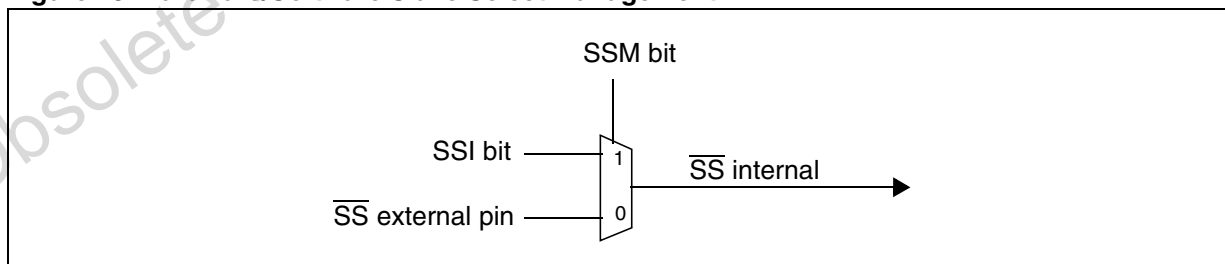 SSM bit
SSI bit
1
SS internal
SS external pin
0